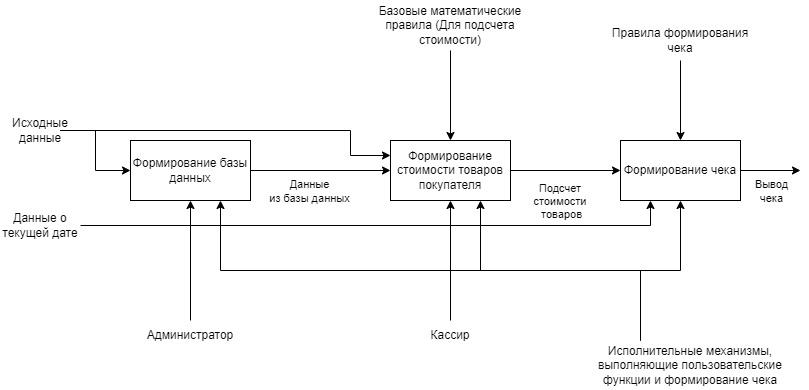 Базовые математические
правила (Для подсчета
стоимости)
Правила формирования
чека
Исходные
данные
Формирование базы
данных
Данные
из базы данных
Формирование
стоимости товаров
покупателя
Подсчет
стоимости
товаров
Формирование чека
Вывод
чека
Данные о
текущей дате
Администратор
Кассир
Исполнительные механизмы,
выполняющие пользовательские
функции и формирование чека